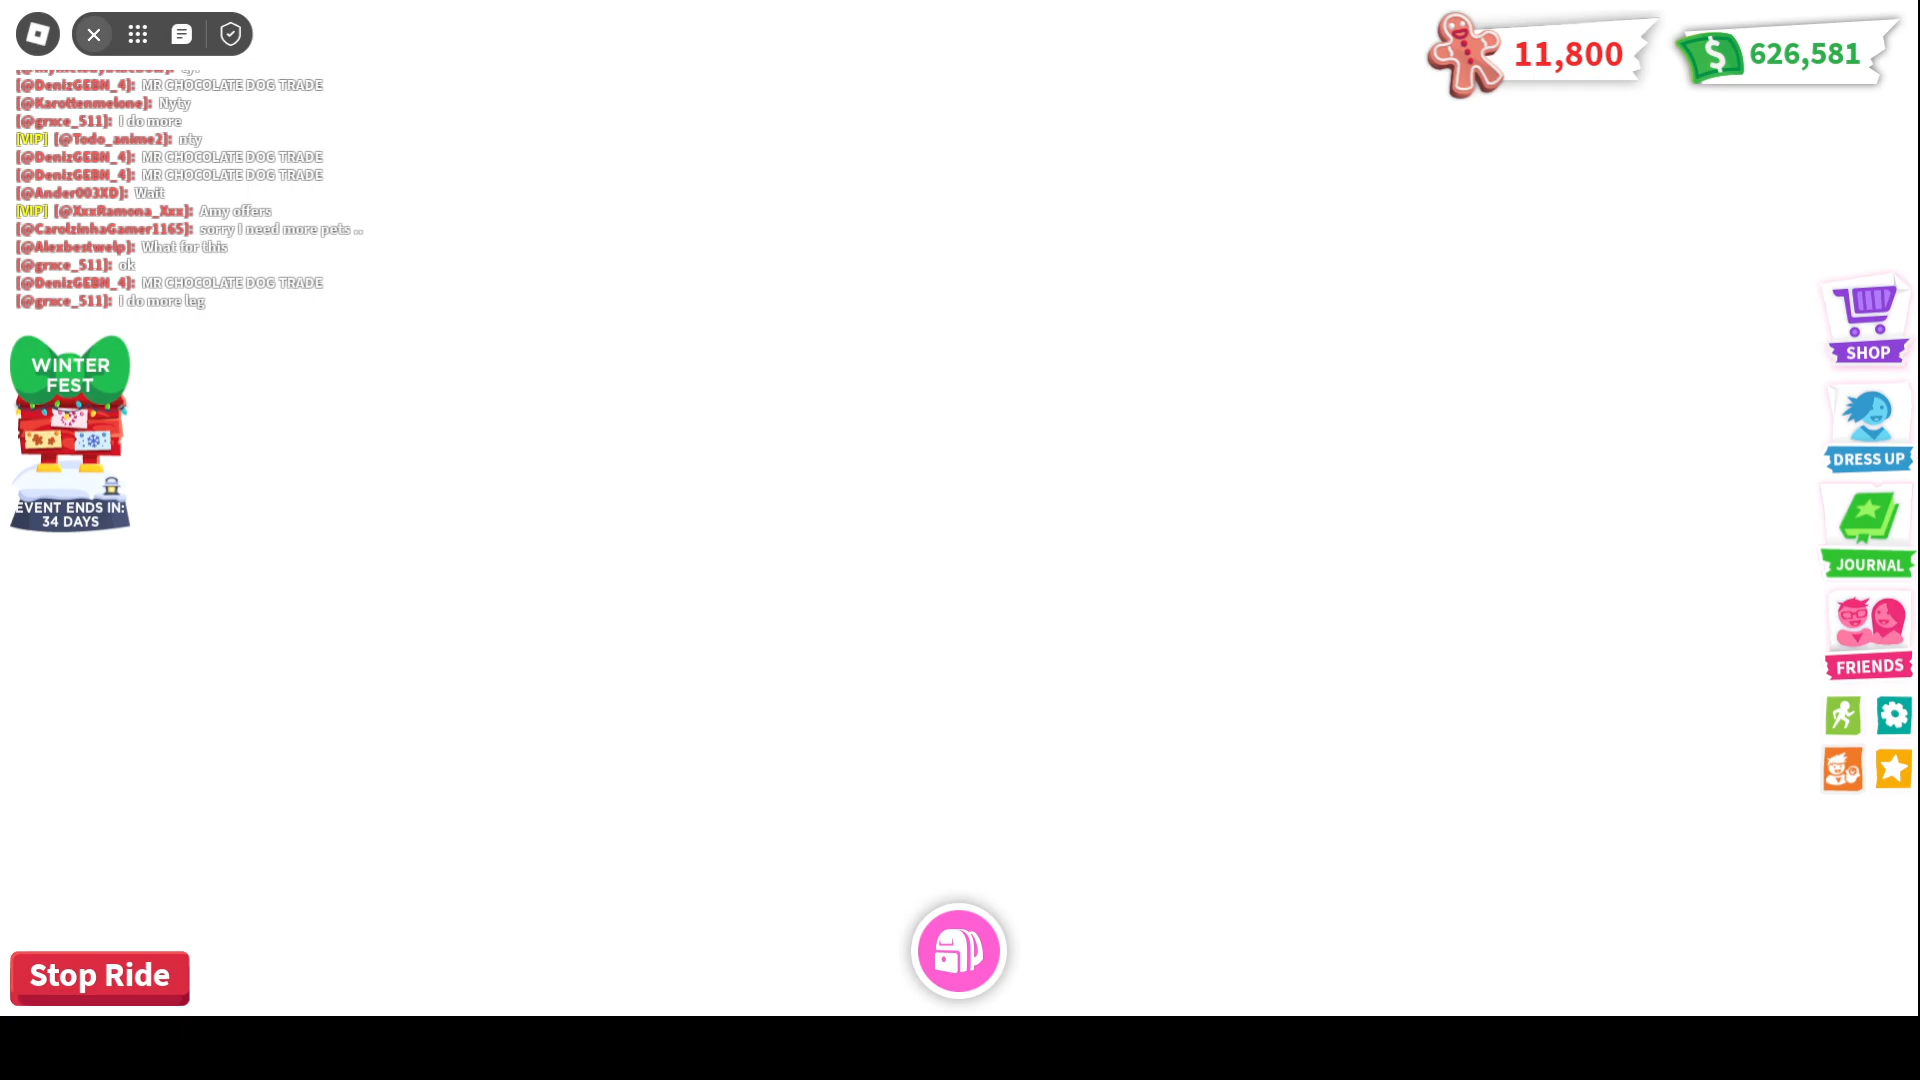 11,800
626,581
[@DenizGEBN_4]: MR CHOCOLATE DOG TRADE
[@Karottenmelone]: Nyty
[@grxce_511]: I do more
[VIP] [@Todo_anime2]: nty
[@DenizGEBN_4]: MR CHOCOLATE DOG TRADE
[@DenizGEBN_4]: MR CHOCOLATE DOG TRADE
[@Ander003XD]: Wait
[VIP] [@XxxRamona_Xxx]: Amy offers
[@CarolzinhaGamer1165]: sorry I need more pets ..
[@Alexbestwelp]: What for this
[@grxce_511]: ok
[@DenizGEBN_4]: MR CHOCOLATE DOG TRADE
[@grxce_511]: I do more leg
WINTER
FEST
EVENT ENDS IN:
34 DAYS
SHOP
DRESS UP
JOURNAL
FRIENDS
Stop Ride